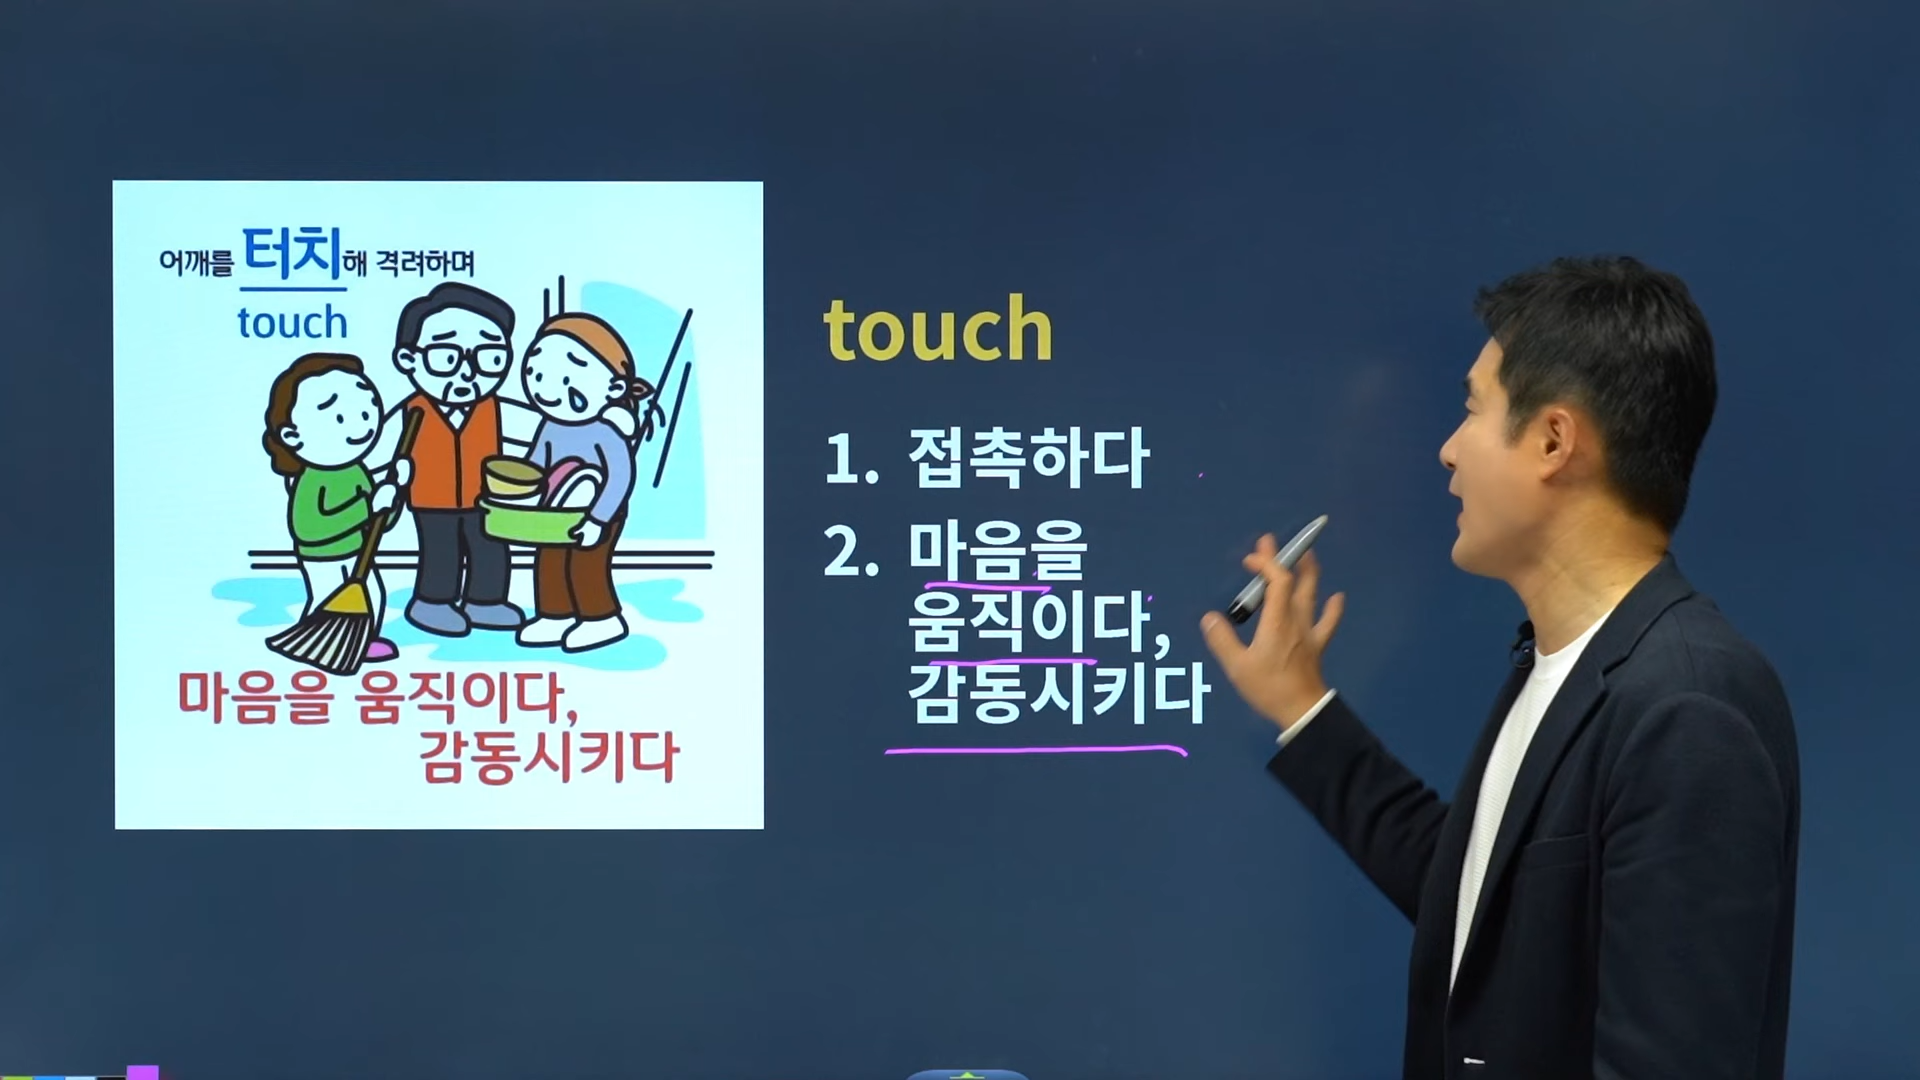 어깨를 터치해 격려하며
touch
마음을 움직이다,
감동시키다
touch
1. 접촉하다
2. 마음을
움직이다,
감동시키다